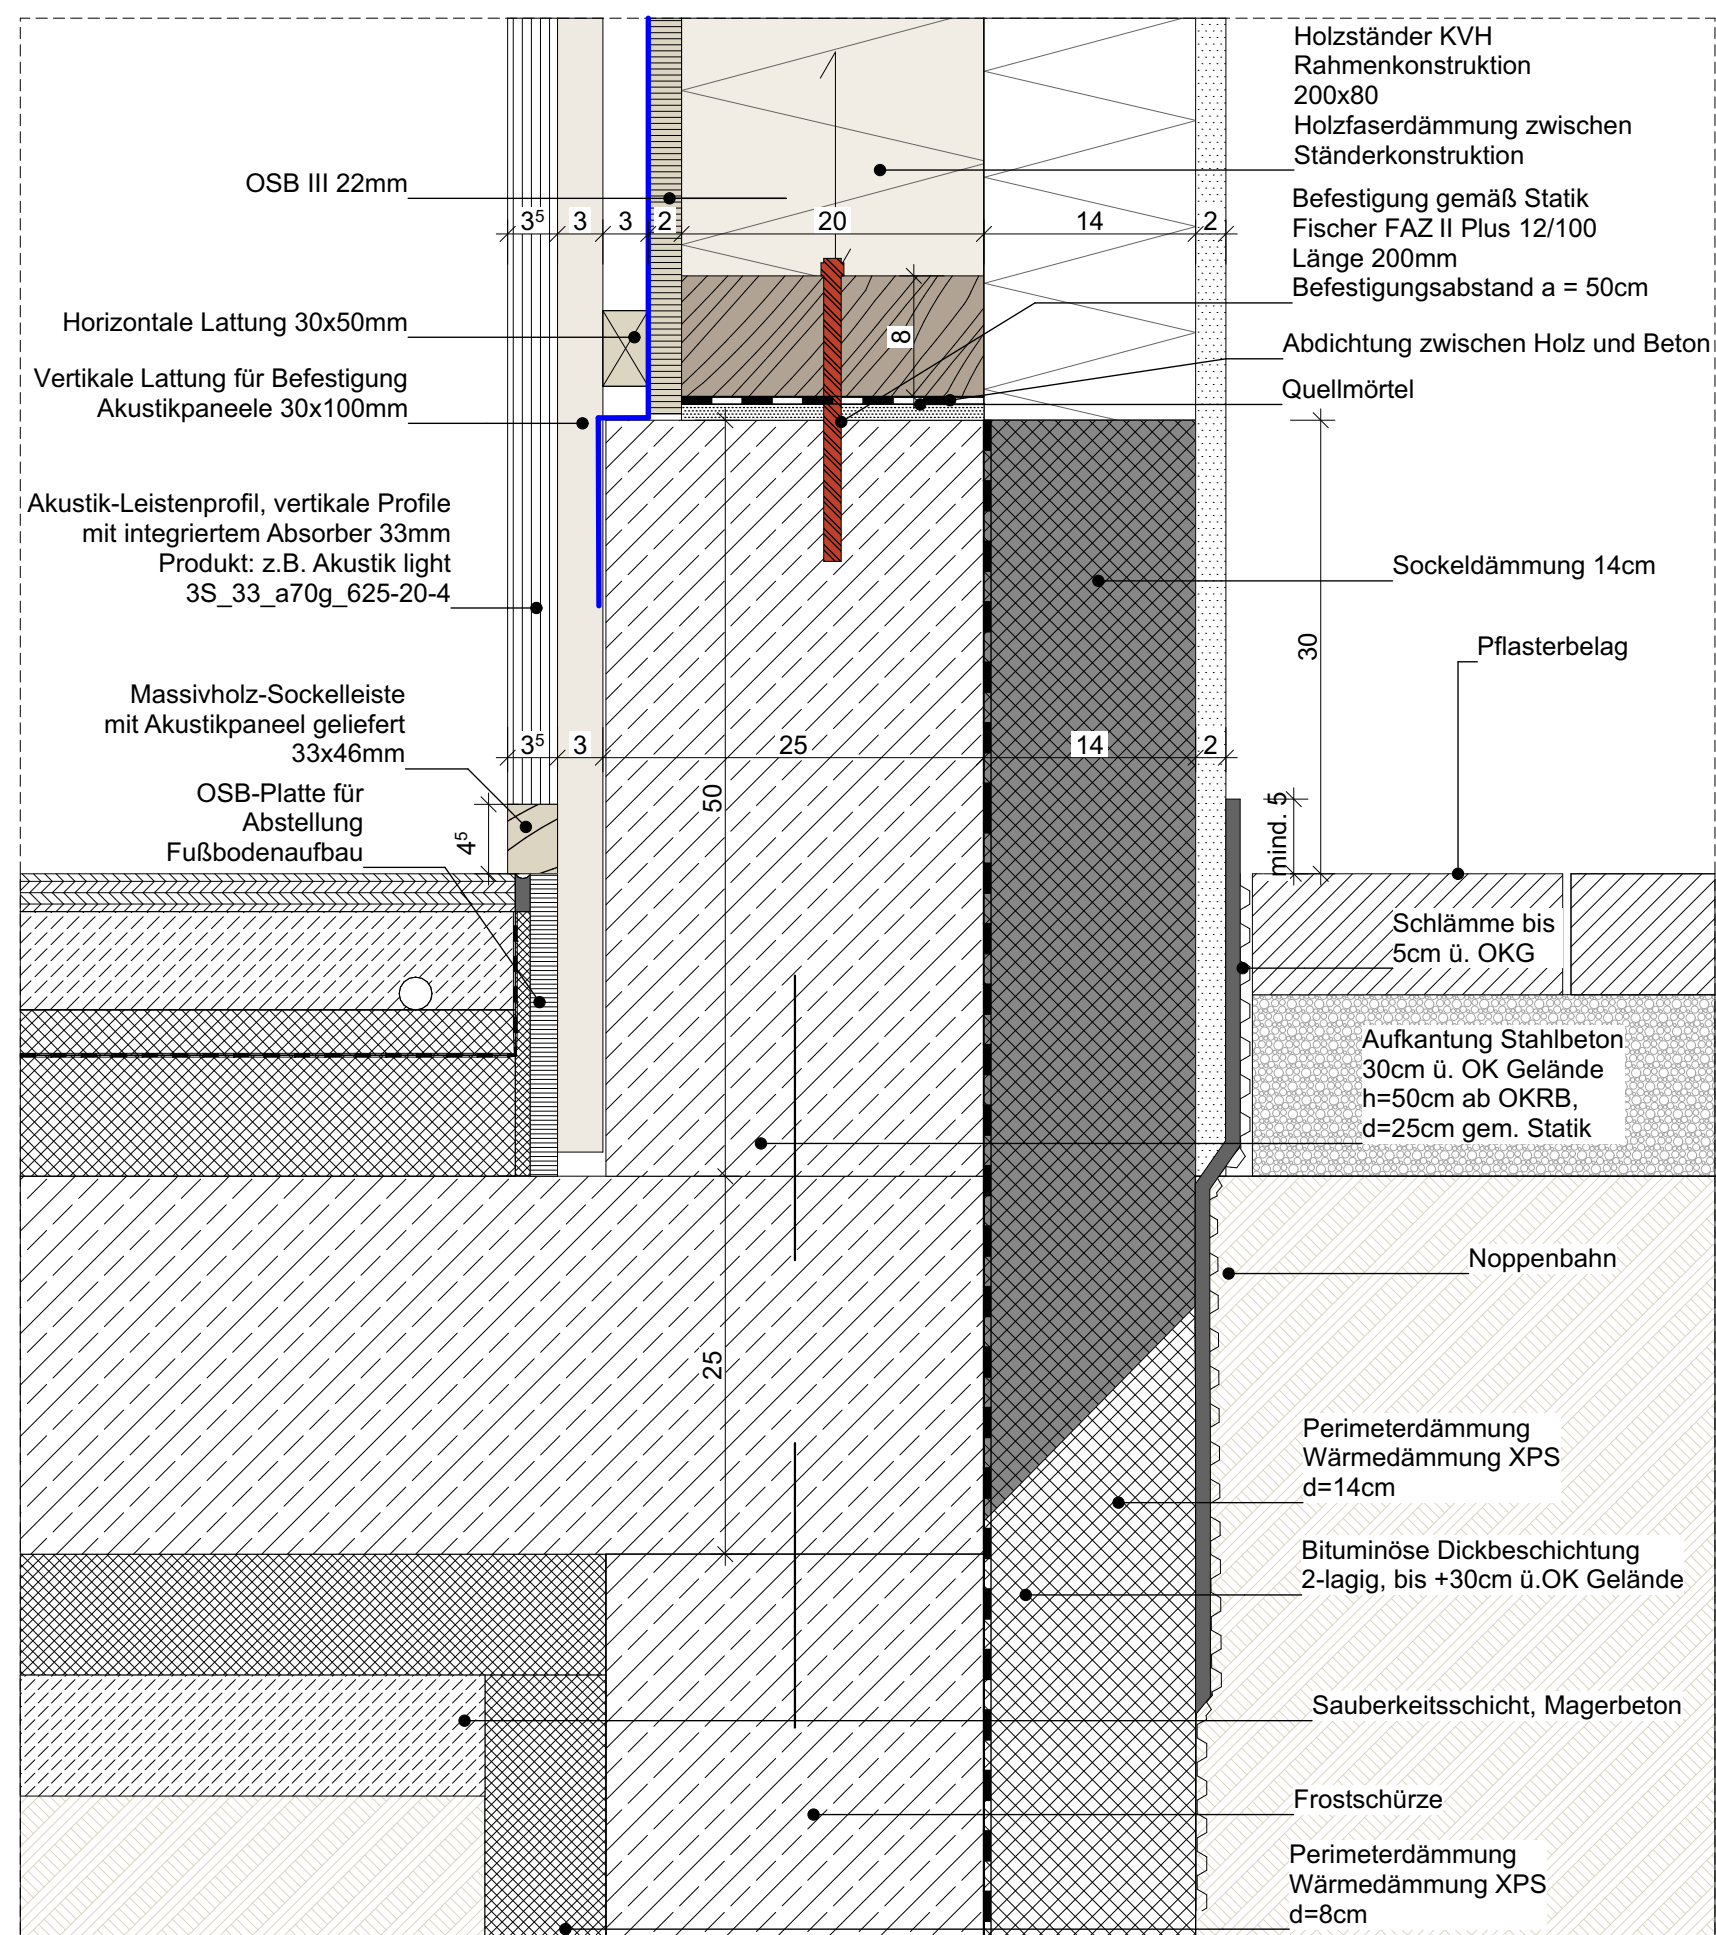 Holzständer KVH
Rahmenkonstruktion
200x80
Holzfaserdämmung zwischen
Ständerkonstruktion
OSB III 22mm
Befestigung gemäß Statik
Fischer FAZ II Plus 12/100
Länge 200mm
Befestigungsabstand a = 50cm
3⁵ 3 3 2 20 14 2
Horizontale Lattung 30x50mm
8
Abdichtung zwischen Holz und Beton
Vertikale Lattung für Befestigung
Akustikpaneele 30x100mm
Quellmörtel
Akustik-Leistenprofil, vertikale Profile
mit integriertem Absorber 33mm
Produkt: z.B. Akustik light
3S_33_a70g_625-20-4
Sockeldämmung 14cm
30
Pflasterbelag
Massivholz-Sockelleiste
mit Akustikpaneel geliefert
33x46mm
3⁵ 3 25 14 2
OSB-Platte für
Abstellung
Fußbodenaufbau
4⁵
50
mind. 5
Schlämme bis
5cm ü. OKG
Aufkantung Stahlbeton
30cm ü. OK Gelände
h=50cm ab OKRB,
d=25cm gem. Statik
Noppenbahn
25
Perimeterdämmung
Wärmedämmung XPS
d=14cm
Bituminöse Dickbeschichtung
2-lagig, bis +30cm ü.OK Gelände
Sauberkeitsschicht, Magerbeton
Frostschürze
Perimeterdämmung
Wärmedämmung XPS
d=8cm